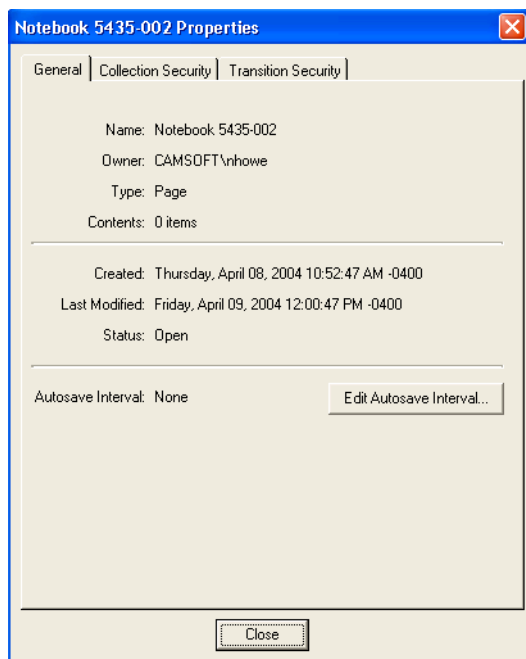 Notebook 5435-002 Properties
General Collection Security Transition Security
Name: Notebook 5435-002
Owner: CAMSOFT\nhowe
Type: Page
Contents: 0 items
Created: Thursday, April 08, 2004 10:52:47 AM -0400
Last Modified: Friday, April 09, 2004 12:00:47 PM -0400
Status: Open
Autosave Interval: None Edit Autosave Interval...
Close